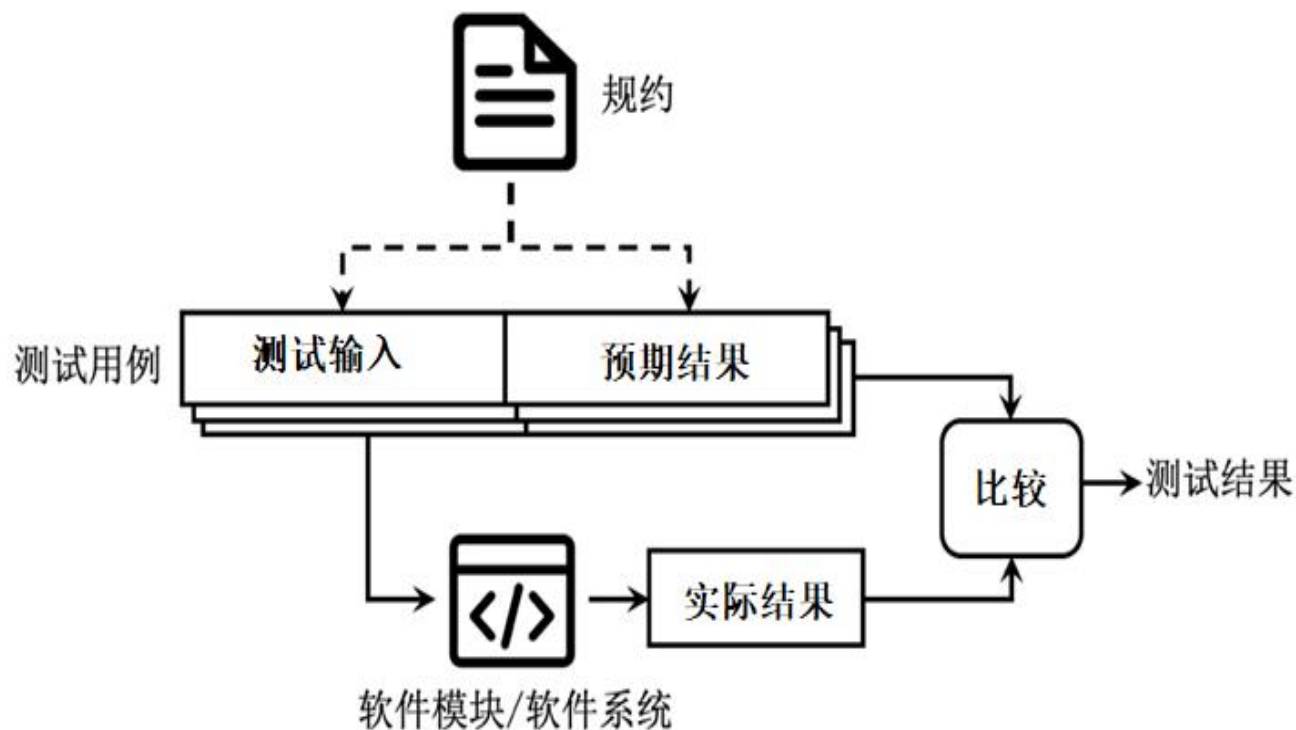 规约
测试用例
测试输入
预期结果
比较
测试结果
实际结果
软件模块/软件系统